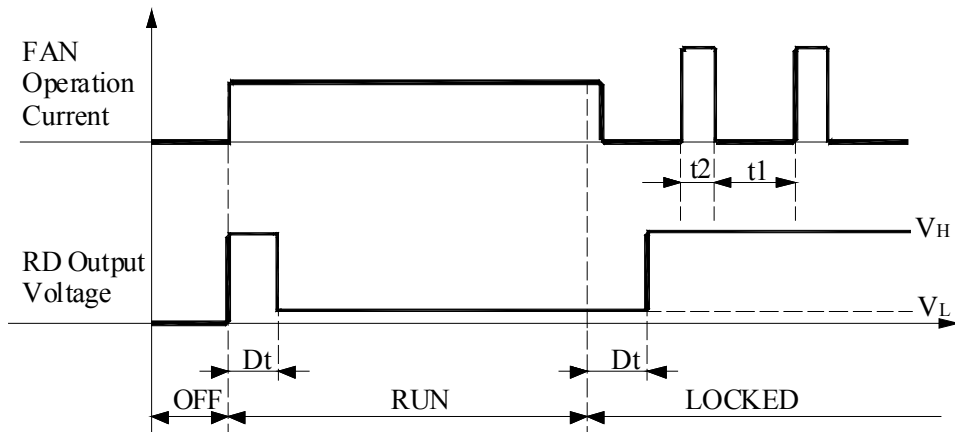 FAN
Operation
Current
t2
t1
RD Output
Voltage
VH
VL
Dt
Dt
OFF
RUN
LOCKED